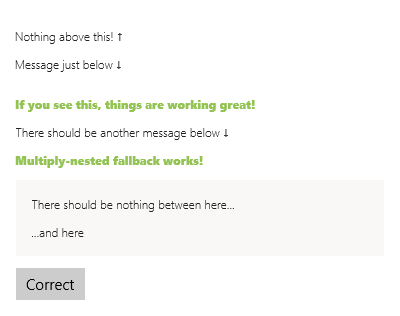 Nothing above this! ↑
Message just below ↓
If you see this, things are working great!
There should be another message below ↓
Multiply-nested fallback works!
There should be nothing between here...
...and here
Correct